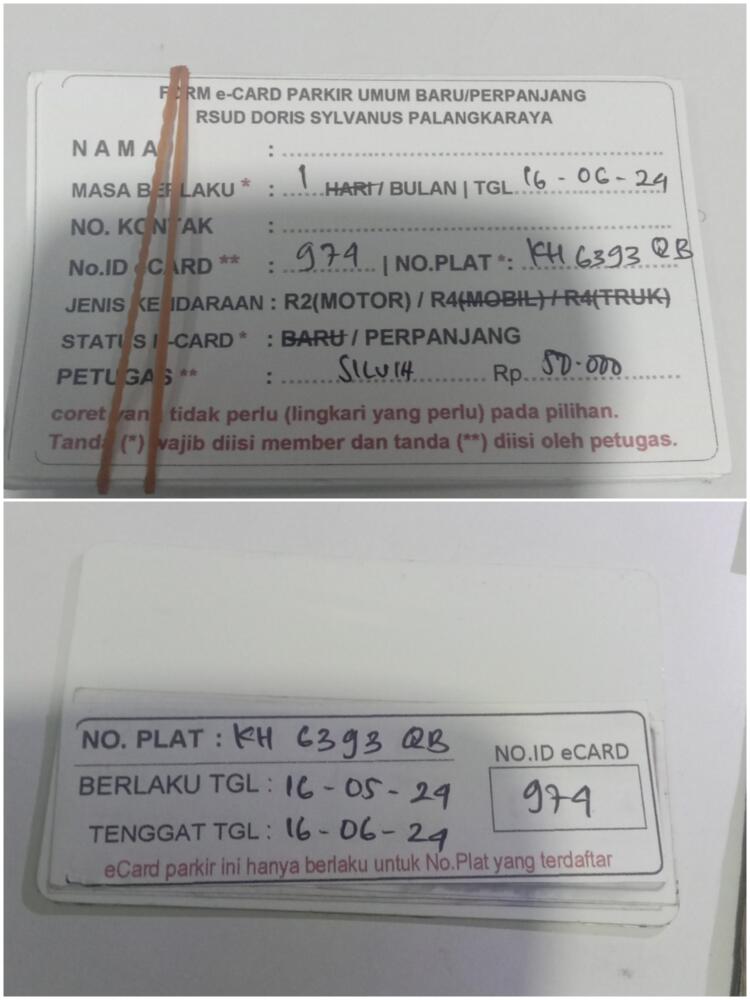 FORM e-CARD PARKIR UMUM BARU/PERPANJANG
RSUD DORIS SYLVANUS PALANGKARAYA
NAMA :
MASA BERLAKU * : 1 HARI / BULAN | TGL. 16 - 06 - 24
NO. KONTAK :
No.ID eCARD ** : 974 | NO.PLAT *: KH 6393 QB
JENIS KENDARAAN : R2(MOTOR) / R4(MOBIL) / R4(TRUK)
STATUS E-CARD * : BARU / PERPANJANG
PETUGAS ** : SILVIA Rp. 50.000
coret yang tidak perlu (lingkari yang perlu) pada pilihan.
Tanda (*) wajib diisi member dan tanda (**) diisi oleh petugas.
NO. PLAT : KH 6393 QB
NO.ID eCARD
BERLAKU TGL : 16 - 05 - 24
974
TENGGAT TGL : 16 - 06 - 24
eCard parkir ini hanya berlaku untuk No.Plat yang terdaftar